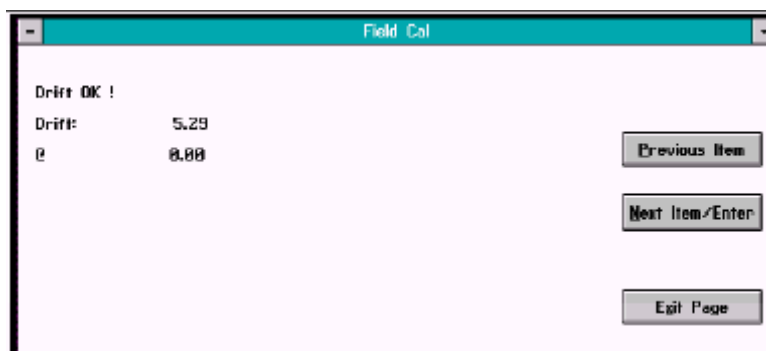 Field Cal
Drift OK !
Drift: 5.29
@ 0.00
Previous Item
Next Item/Enter
Exit Page